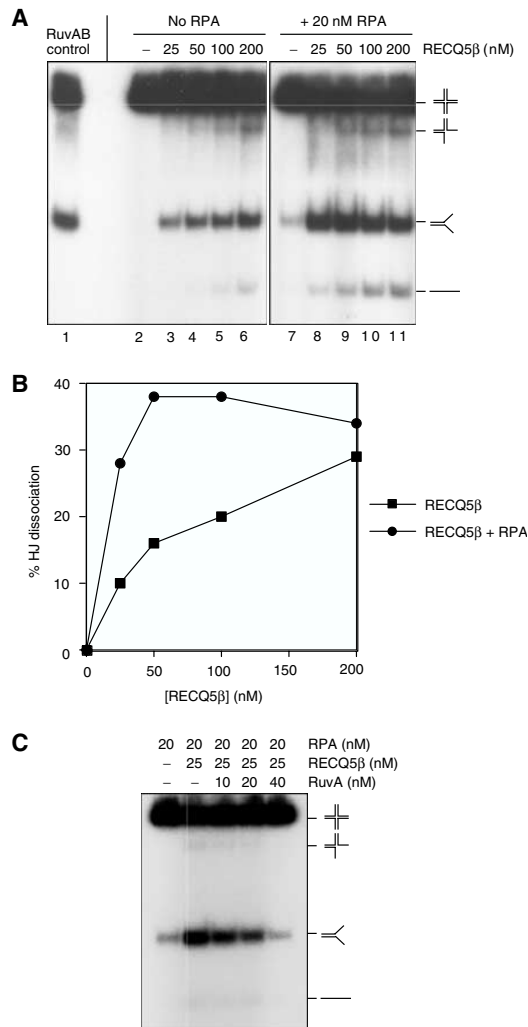 A
RuvAB control
No RPA
+ 20 nM RPA
– 25 50 100 200 – 25 50 100 200 RECQ5β (nM)
1 2 3 4 5 6 7 8 9 10 11
B
40
30
20
10
0
% HJ dissociation
0 50 100 150 200
[RECQ5β] (nM)
RECQ5β
RECQ5β + RPA
C
20 20 20 20 20 RPA (nM)
– 25 25 25 25 RECQ5β (nM)
– – 10 20 40 RuvA (nM)